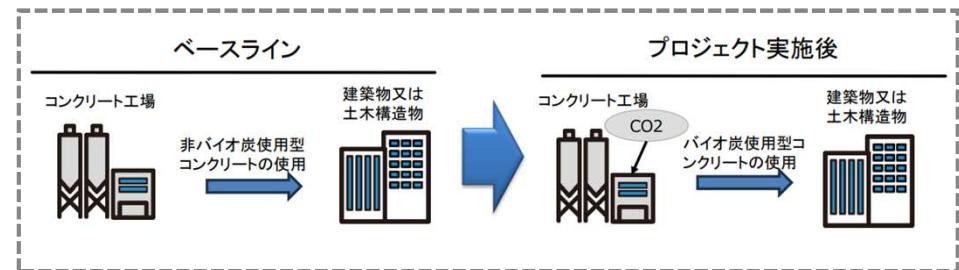 ベースライン
コンクリート工場
非バイオ炭使用型
コンクリートの使用
建築物又は
土木構造物
プロジェクト実施後
コンクリート工場
CO2
バイオ炭使用型コ
ンクリートの使用
建築物又は
土木構造物